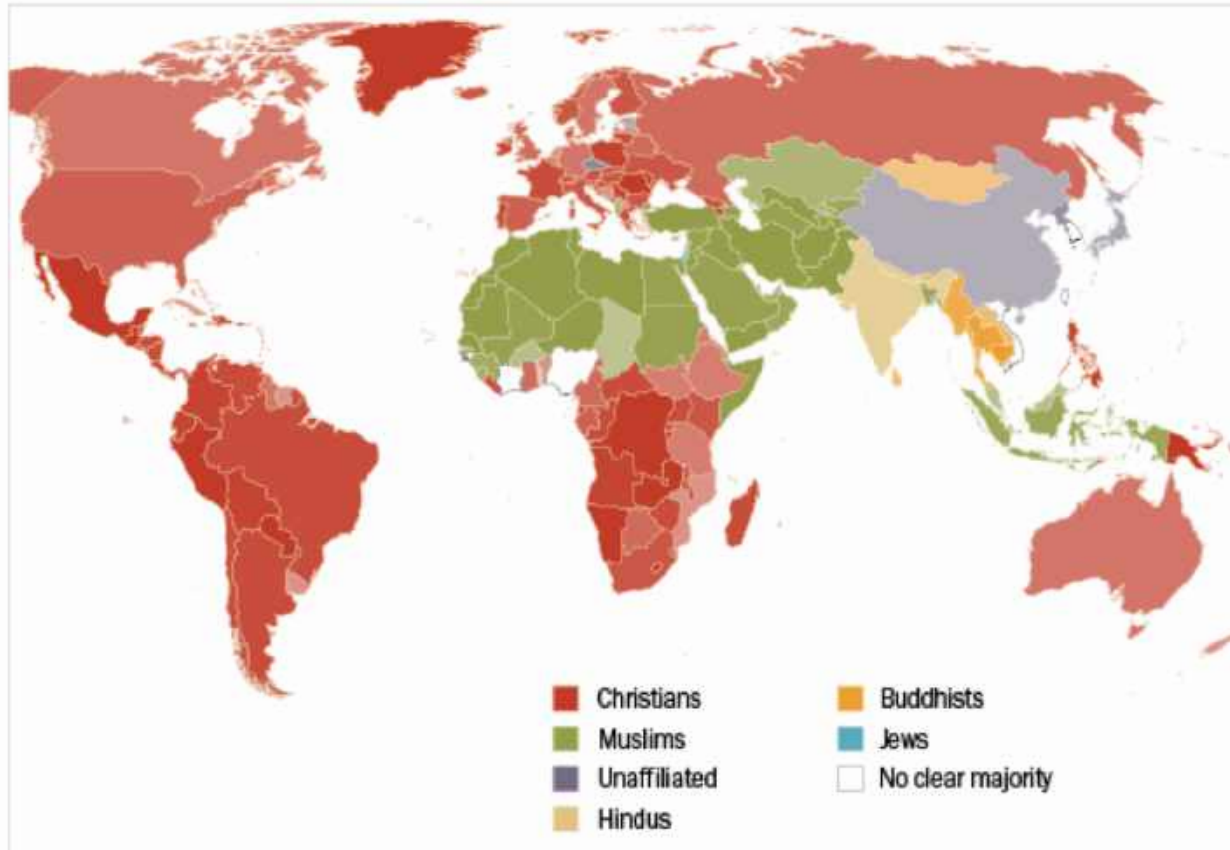 Christians
Muslims
Unaffiliated
Hindus
Buddhists
Jews
No clear majority